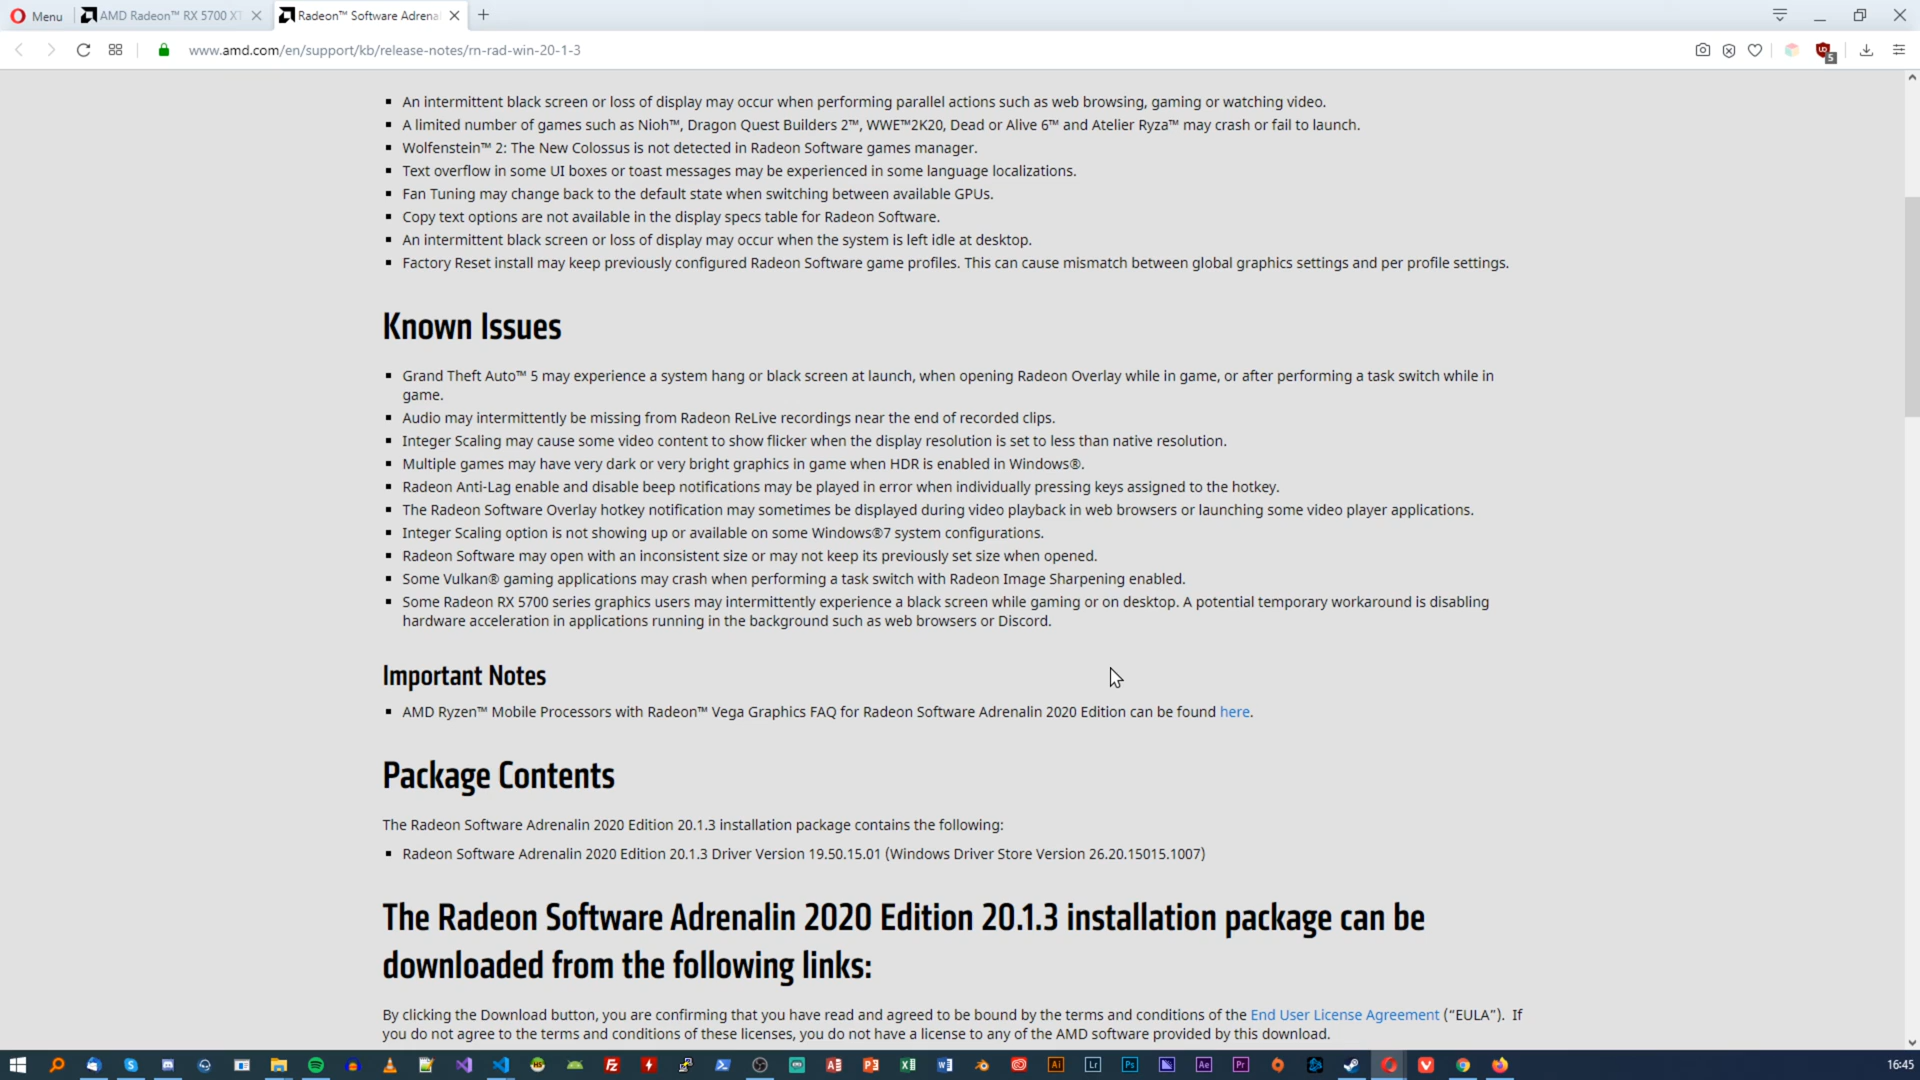 Menu
AMD Radeon™ RX 5700 XT
Radeon™ Software Adrena
www.amd.com/en/support/kb/release-notes/rn-rad-win-20-1-3
5
An intermittent black screen or loss of display may occur when performing parallel actions such as web browsing, gaming or watching video.
A limited number of games such as Nioh™, Dragon Quest Builders 2™, WWE™2K20, Dead or Alive 6™ and Atelier Ryza™ may crash or fail to launch.
Wolfenstein™ 2: The New Colossus is not detected in Radeon Software games manager.
Text overflow in some UI boxes or toast messages may be experienced in some language localizations.
Fan Tuning may change back to the default state when switching between available GPUs.
Copy text options are not available in the display specs table for Radeon Software.
An intermittent black screen or loss of display may occur when the system is left idle at desktop.
Factory Reset install may keep previously configured Radeon Software game profiles. This can cause mismatch between global graphics settings and per profile settings.
Known Issues
Grand Theft Auto™ 5 may experience a system hang or black screen at launch, when opening Radeon Overlay while in game, or after performing a task switch while in
game.
Audio may intermittently be missing from Radeon ReLive recordings near the end of recorded clips.
Integer Scaling may cause some video content to show flicker when the display resolution is set to less than native resolution.
Multiple games may have very dark or very bright graphics in game when HDR is enabled in Windows®.
Radeon Anti-Lag enable and disable beep notifications may be played in error when individually pressing keys assigned to the hotkey.
The Radeon Software Overlay hotkey notification may sometimes be displayed during video playback in web browsers or launching some video player applications.
Integer Scaling option is not showing up or available on some Windows®7 system configurations.
Radeon Software may open with an inconsistent size or may not keep its previously set size when opened.
Some Vulkan® gaming applications may crash when performing a task switch with Radeon Image Sharpening enabled.
Some Radeon RX 5700 series graphics users may intermittently experience a black screen while gaming or on desktop. A potential temporary workaround is disabling
hardware acceleration in applications running in the background such as web browsers or Discord.
Important Notes
AMD Ryzen™ Mobile Processors with Radeon™ Vega Graphics FAQ for Radeon Software Adrenalin 2020 Edition can be found here.
Package Contents
The Radeon Software Adrenalin 2020 Edition 20.1.3 installation package contains the following:
Radeon Software Adrenalin 2020 Edition 20.1.3 Driver Version 19.50.15.01 (Windows Driver Store Version 26.20.15015.1007)
The Radeon Software Adrenalin 2020 Edition 20.1.3 installation package can be
downloaded from the following links:
By clicking the Download button, you are confirming that you have read and agreed to be bound by the terms and conditions of the End User License Agreement (“EULA”). If
you do not agree to the terms and conditions of these licenses, you do not have a license to any of the AMD software provided by this download.
Ai
Lr
Ps
Ae
Pr
16:45